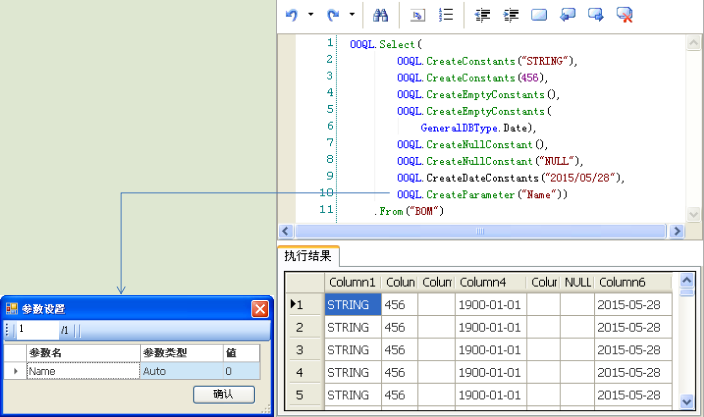 1 OOQL.Select(
2 OOQL.CreateConstants("STRING"),
3 OOQL.CreateConstants(456),
4 OOQL.CreateEmptyConstants(),
5 OOQL.CreateEmptyConstants(
6 GeneralDBType.Date),
7 OOQL.CreateNullConstant(),
8 OOQL.CreateNullConstant("NULL"),
9 OOQL.CreateDateConstants("2015/05/28"),
10 OOQL.CreateParameter("Name"))
11 .From("BOM")
执行结果
Column1 Colun Colun Column4 Colur NULL Column6
1 STRING 456 1900-01-01 2015-05-28
2 STRING 456 1900-01-01 2015-05-28
3 STRING 456 1900-01-01 2015-05-28
4 STRING 456 1900-01-01 2015-05-28
5 STRING 456 1900-01-01 2015-05-28
参数设置
1 /1
参数名 参数类型 值
Name Auto 0
确认